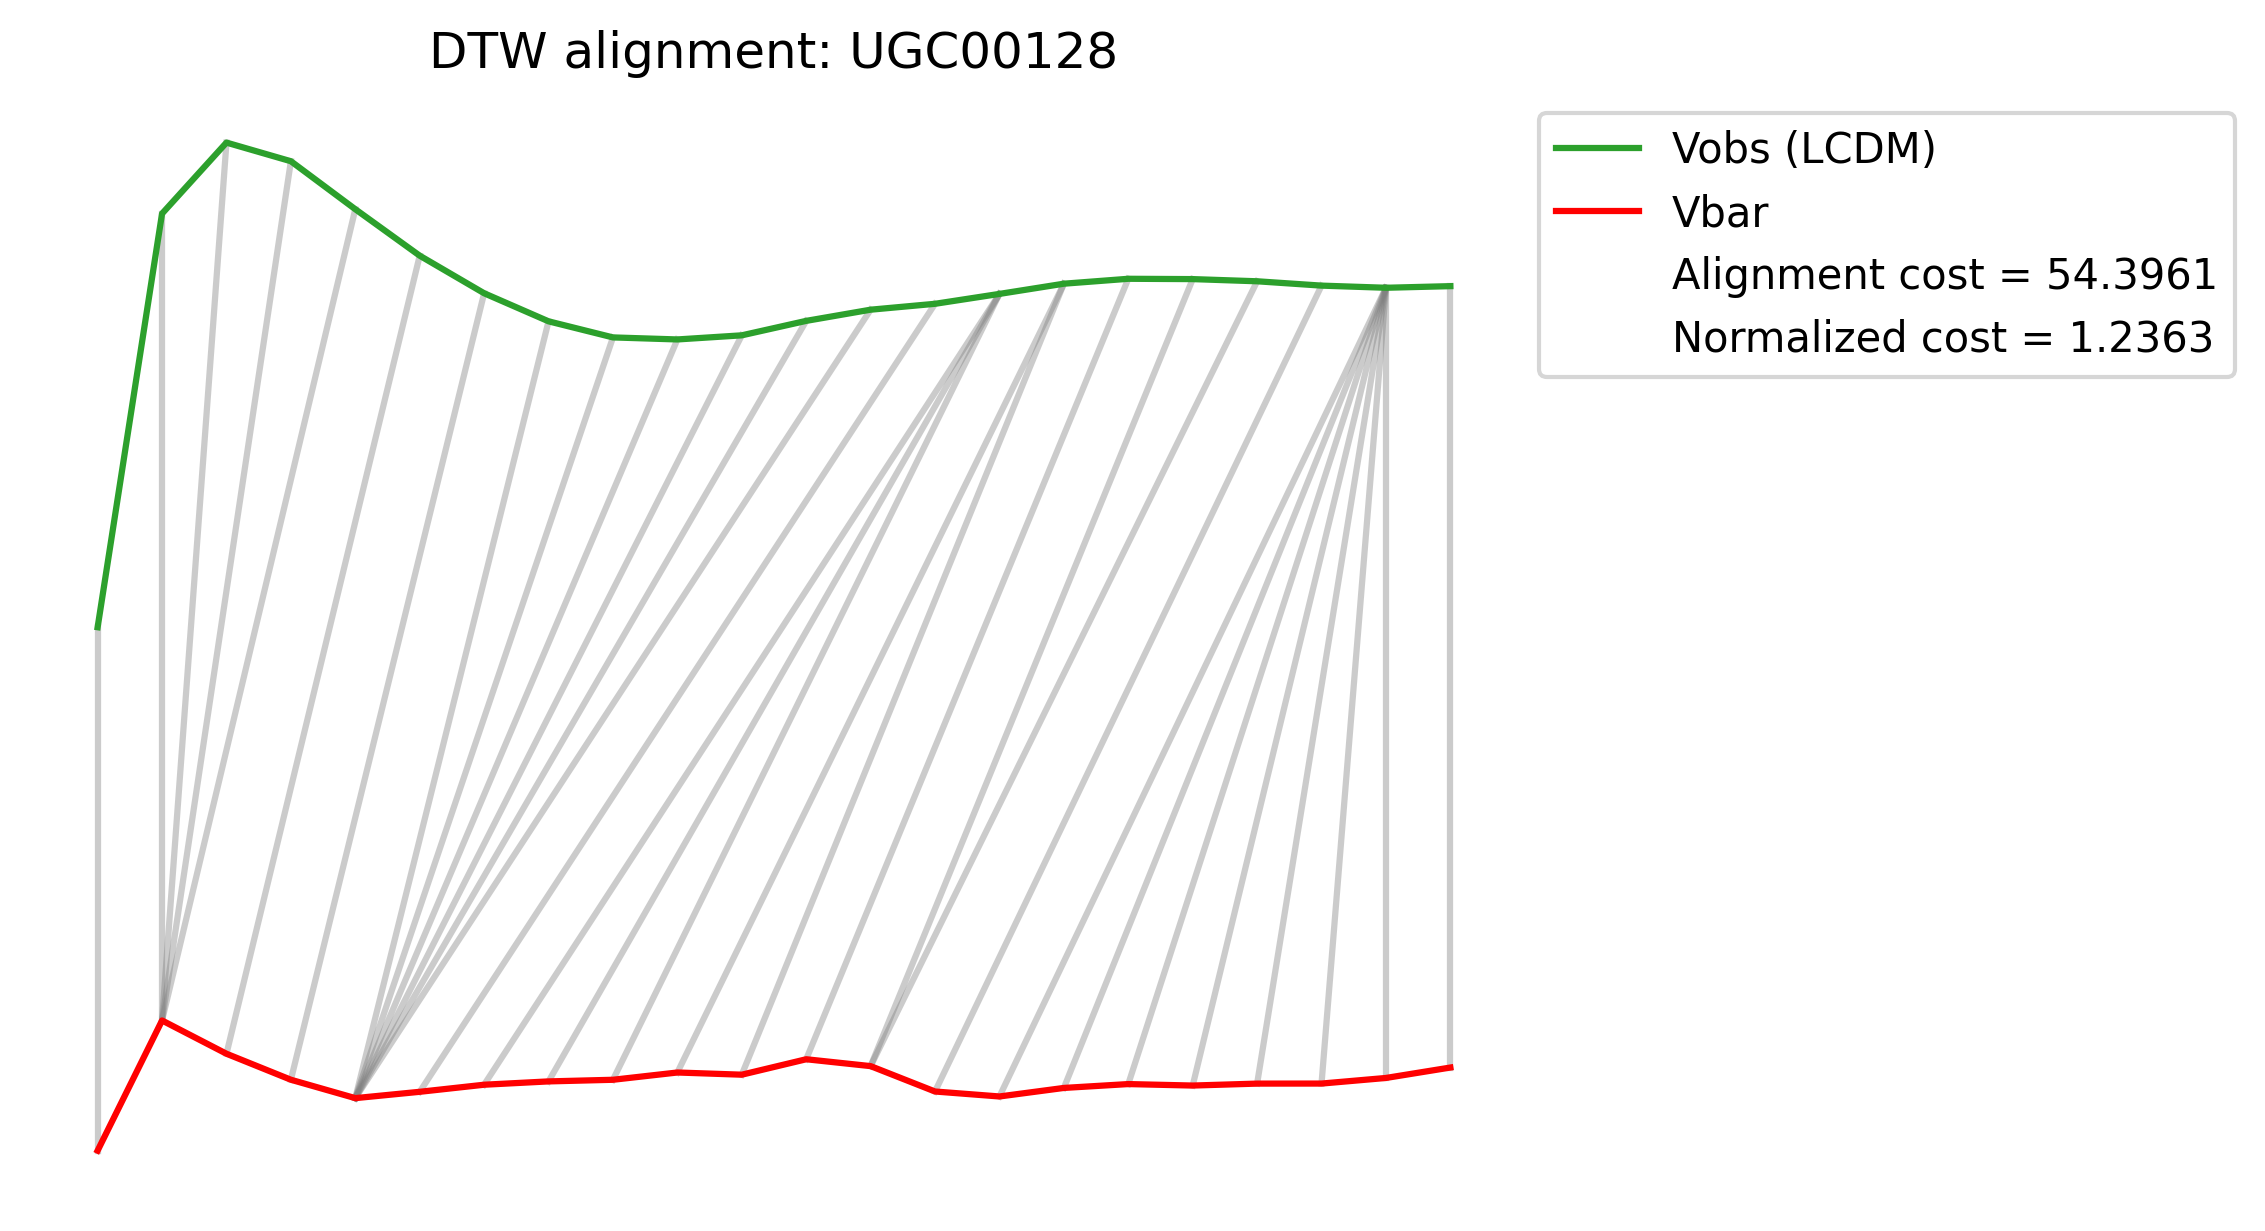 DTW alignment: UGC00128
Vobs (LCDM)
Vbar
Alignment cost = 54.3961
Normalized cost = 1.2363